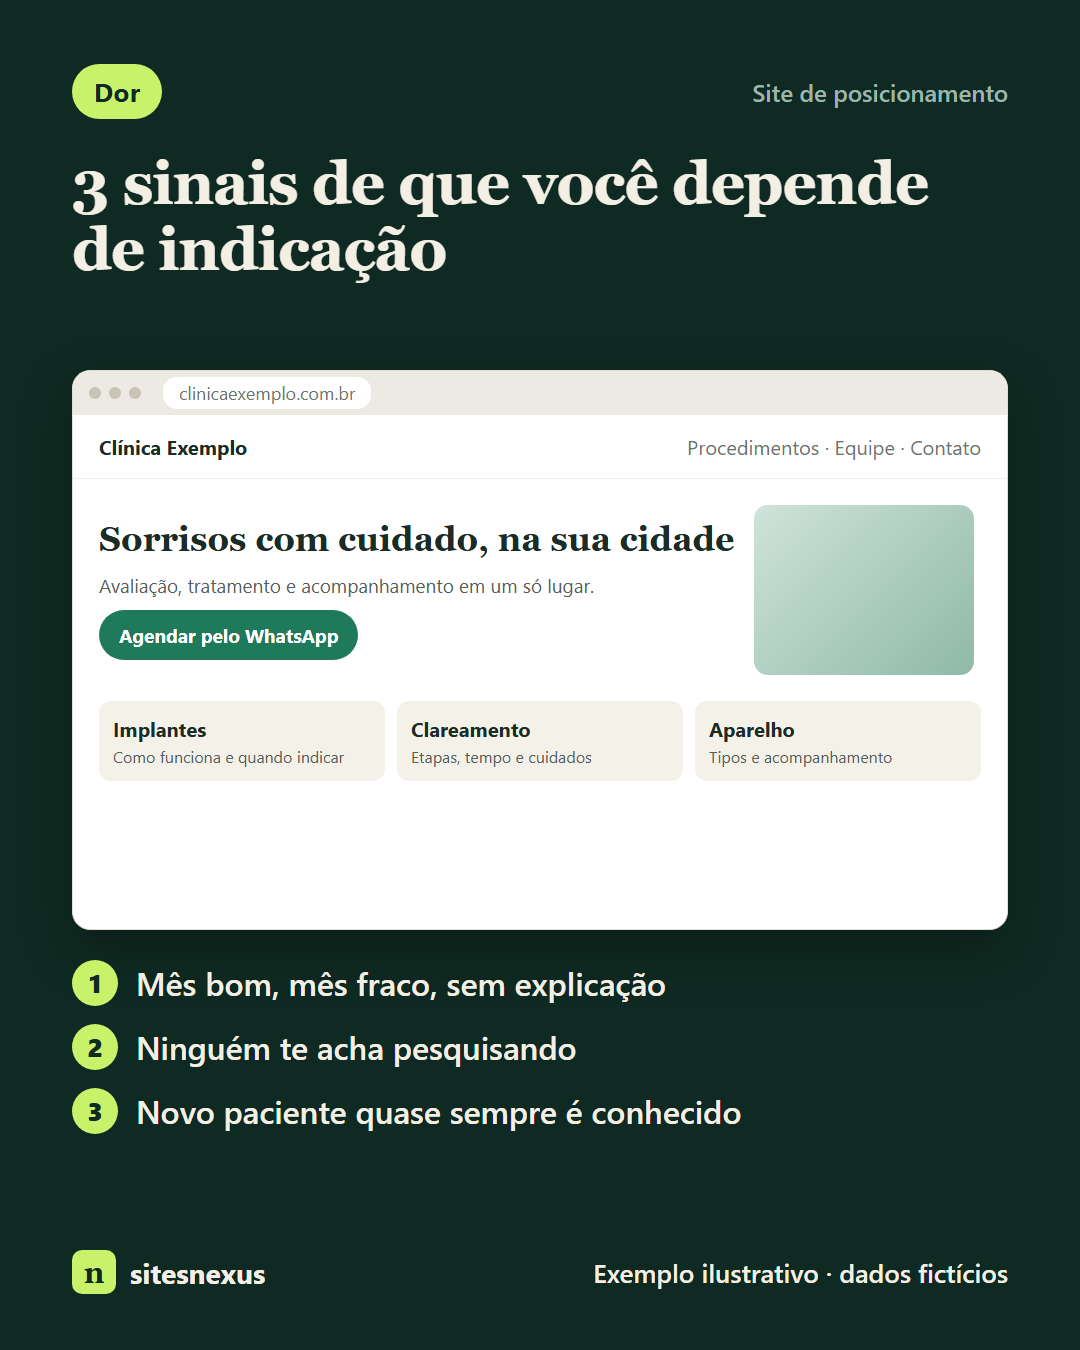 Dor
Site de posicionamento
3 sinais de que você depende
de indicação
clinicaexemplo.com.br
Clínica Exemplo
Procedimentos · Equipe · Contato
Sorrisos com cuidado, na sua cidade
Avaliação, tratamento e acompanhamento em um só lugar.
Agendar pelo WhatsApp
Implantes
Como funciona e quando indicar
Clareamento
Etapas, tempo e cuidados
Aparelho
Tipos e acompanhamento
1 Mês bom, mês fraco, sem explicação
2 Ninguém te acha pesquisando
3 Novo paciente quase sempre é conhecido
n sitesnexus
Exemplo ilustrativo · dados fictícios